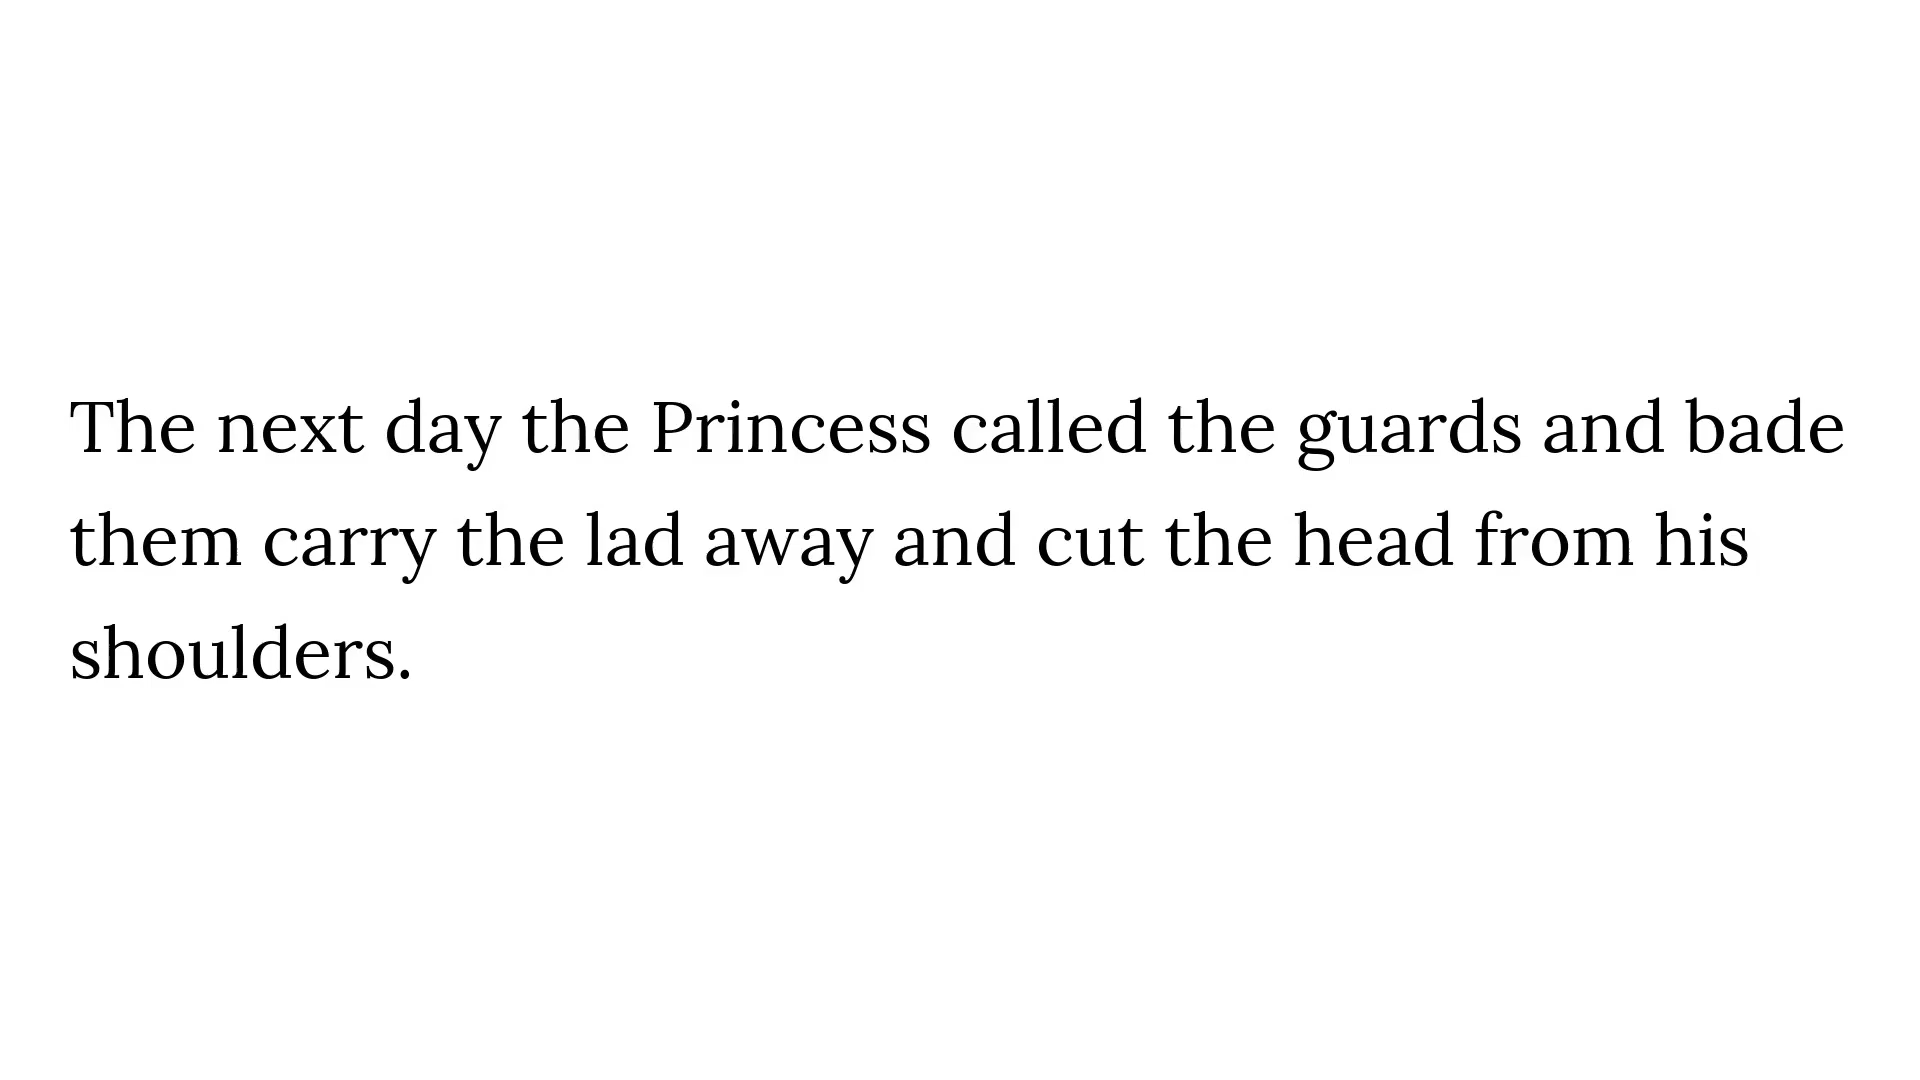 The next day the Princess called the guards and bade
them carry the lad away and cut the head from his
shoulders.